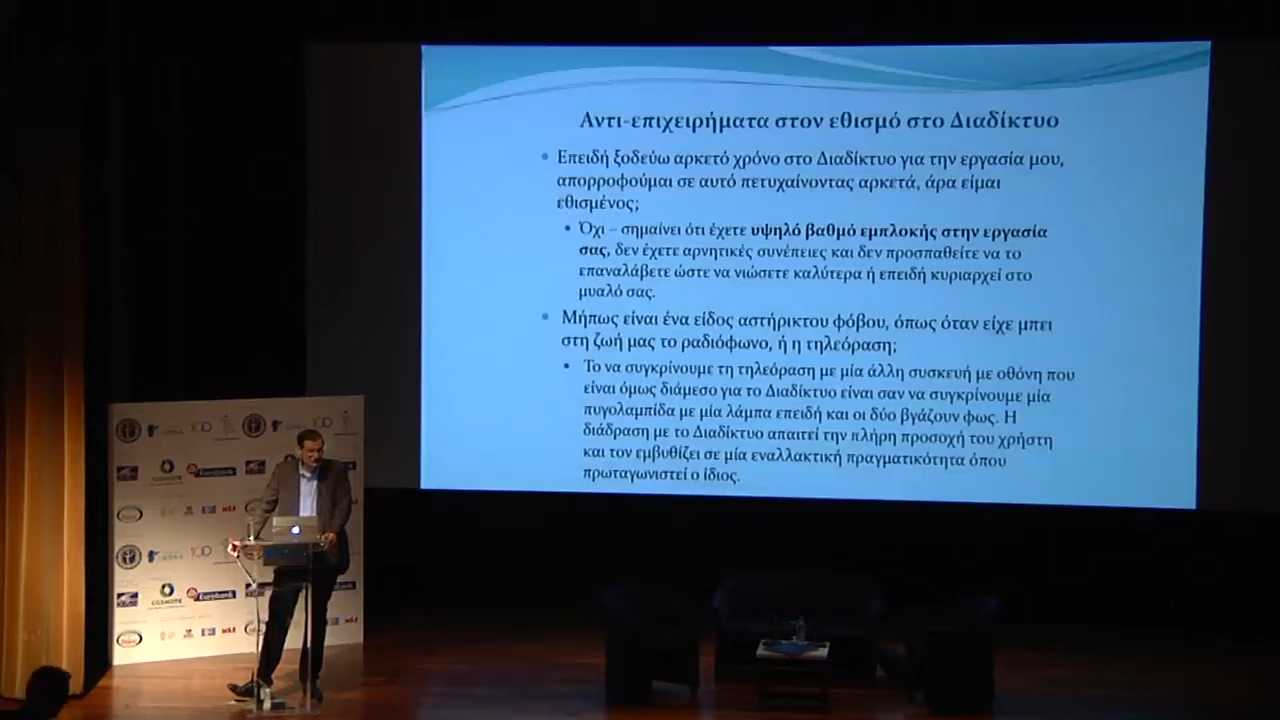 Αντι-επιχειρήματα στον εθισμό στο Διαδίκτυο
• Επειδή ξοδεύω αρκετό χρόνο στο Διαδίκτυο για την εργασία μου,
απορροφούμαι σε αυτό πετυχαίνοντας αρκετά, άρα είμαι
εθισμένος;
• Όχι – σημαίνει ότι έχετε υψηλό βαθμό εμπλοκής στην εργασία
σας, δεν έχετε αρνητικές συνέπειες και δεν προσπαθείτε να το
επαναλάβετε ώστε να νιώσετε καλύτερα ή επειδή κυριαρχεί στο
μυαλό σας.
• Μήπως είναι ένα είδος αστήρικτου φόβου, όπως όταν είχε μπει
στη ζωή μας το ραδιόφωνο, ή η τηλεόραση;
• Το να συγκρίνουμε τη τηλεόραση με μία άλλη συσκευή με οθόνη που
είναι όμως διάμεσο για το Διαδίκτυο είναι σαν να συγκρίνουμε μία
πυγολαμπίδα με μία λάμπα επειδή και οι δύο βγάζουν φως. Η
διάδραση με το Διαδίκτυο απαιτεί την πλήρη προσοχή του χρήστη
και τον εμβυθίζει σε μία εναλλακτική πραγματικότητα όπου
πρωταγωνιστεί ο ίδιος.
Eurobank
COSMOTE
Eurobank